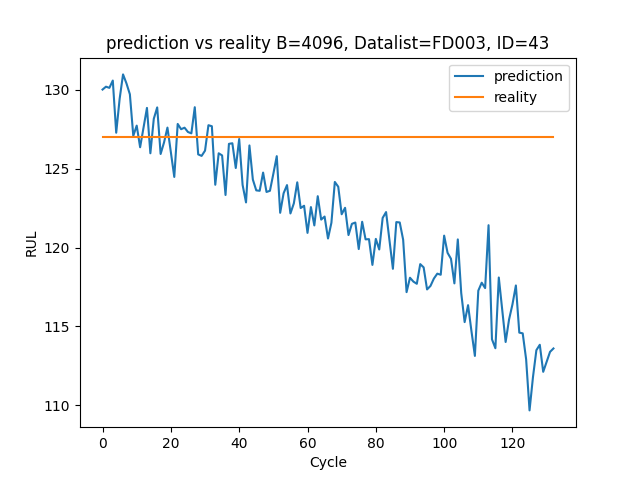 prediction vs reality B=4096, Datalist=FD003, ID=43
prediction
reality
130
125
120
115
110
RUL
0 20 40 60 80 100 120
Cycle